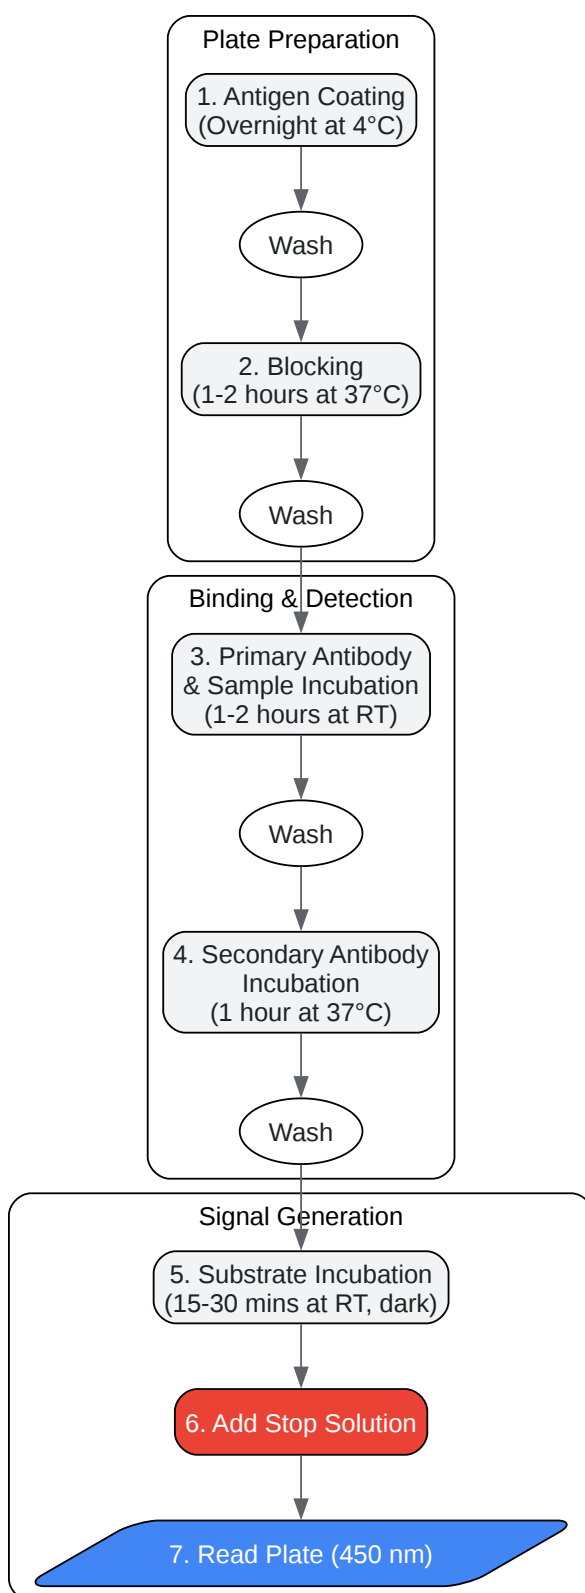 Plate Preparation
1. Antigen Coating
(Overnight at 4°C)
Wash
2. Blocking
(1-2 hours at 37°C)
Wash
Binding & Detection
3. Primary Antibody
& Sample Incubation
(1-2 hours at RT)
Wash
4. Secondary Antibody
Incubation
(1 hour at 37°C)
Wash
Signal Generation
5. Substrate Incubation
(15-30 mins at RT, dark)
6. Add Stop Solution
7. Read Plate (450 nm)